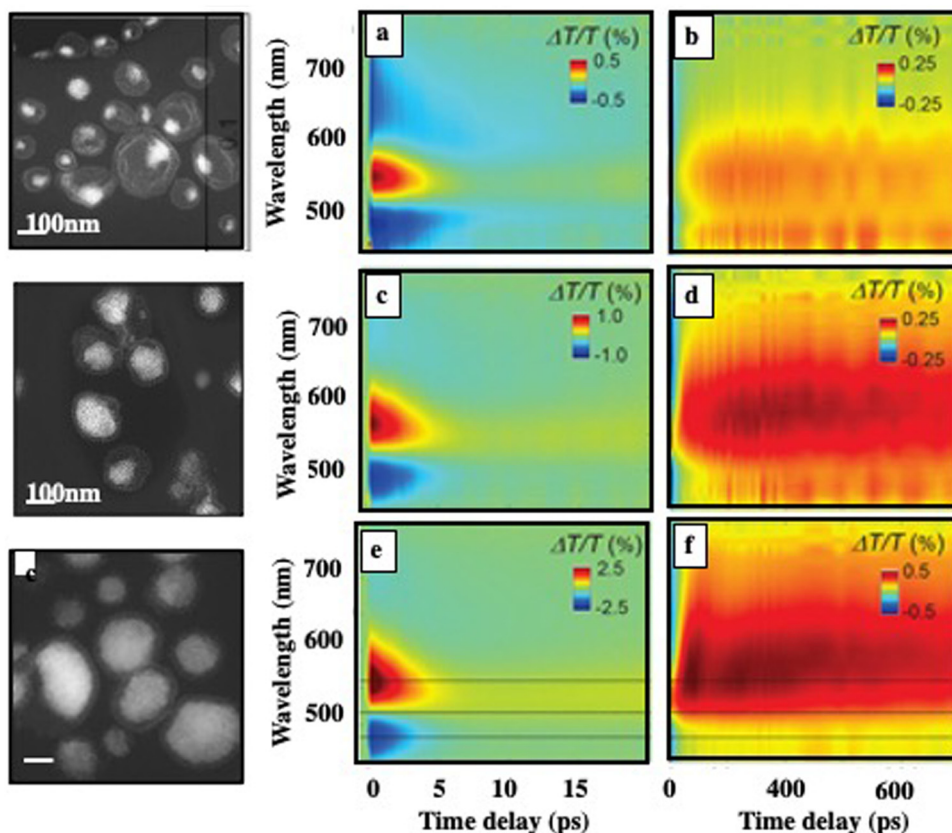 100nm
a
ΔT/T (%)
0.5
-0.5
b
ΔT/T (%)
0.25
-0.25
Wavelength (nm)
700
600
500
100nm
c
ΔT/T (%)
1.0
-1.0
d
ΔT/T (%)
0.25
-0.25
Wavelength (nm)
700
600
500
e
e
ΔT/T (%)
2.5
-2.5
f
ΔT/T (%)
0.5
-0.5
Wavelength (nm)
700
600
500
0 5 10 15
0 400 600
Time delay (ps)
Time delay (ps)